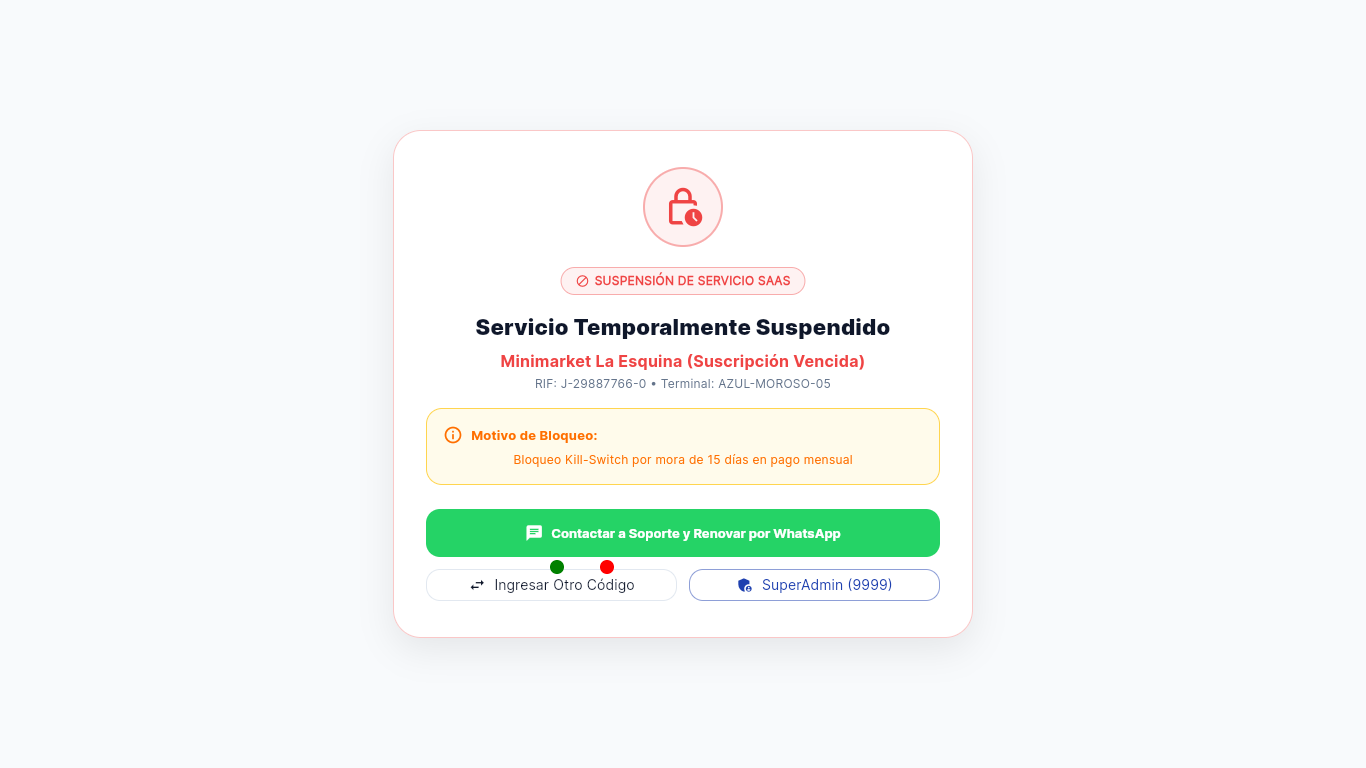 SUSPENSIÓN DE SERVICIO SAAS
Servicio Temporalmente Suspendido
Minimarket La Esquina (Suscripción Vencida)
RIF: J-29887766-0 • Terminal: AZUL-MOROSO-05
Motivo de Bloqueo:
Bloqueo Kill-Switch por mora de 15 días en pago mensual
Contactar a Soporte y Renovar por WhatsApp
Ingresar Otro Código
SuperAdmin (9999)